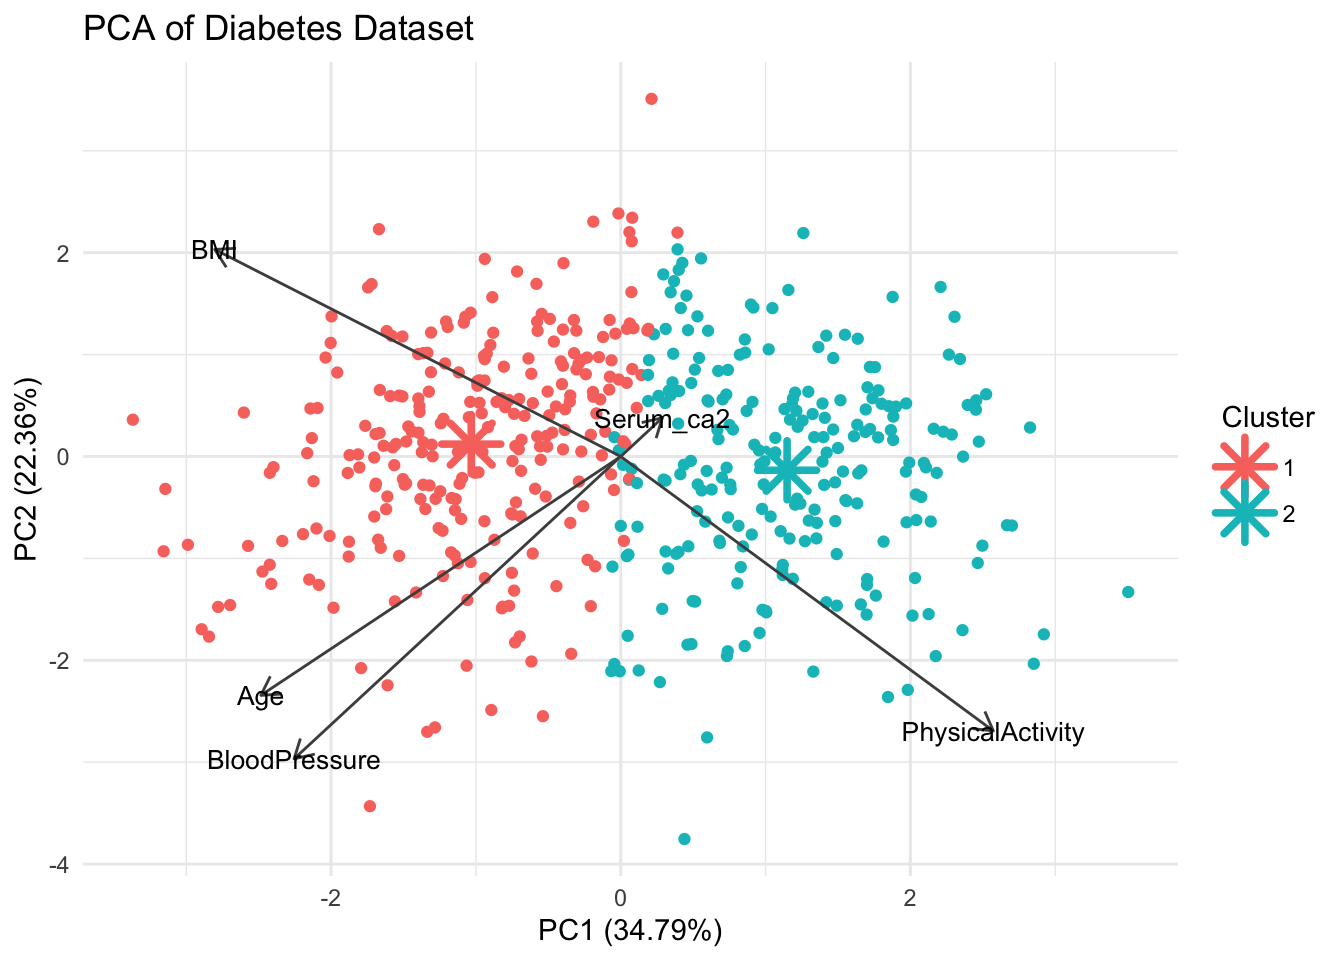 PCA of Diabetes Dataset
PC2 (22.36%)
2
0
-2
-4
BMI
Serum_ca2
Age
BloodPressure
PhysicalActivity
-2
0
2
PC1 (34.79%)
Cluster
1
2